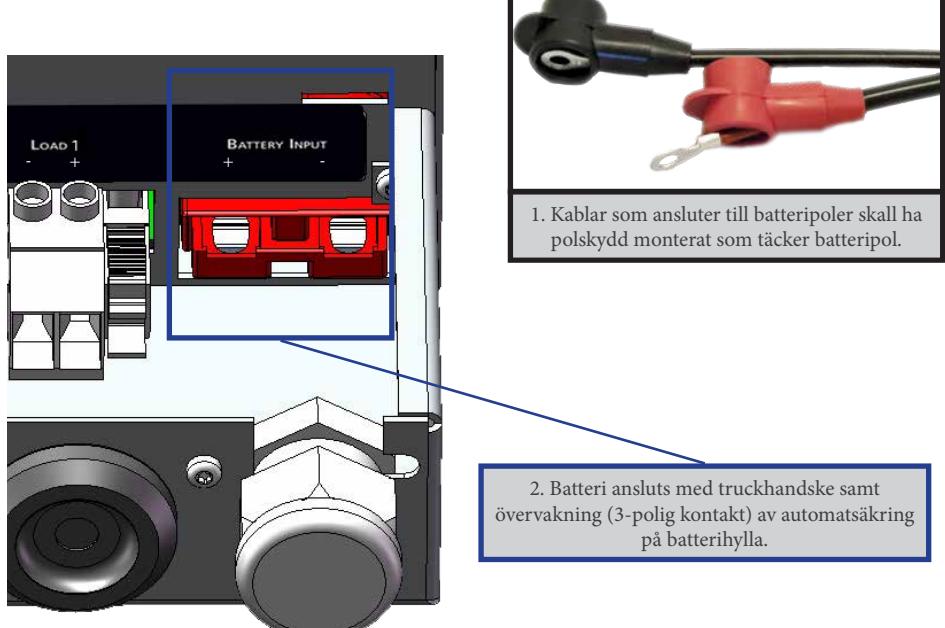 LOAD 1
- +
BATTERY INPUT
+ -
1. Kablar som ansluter till batteripoler skall ha
polskydd monterat som täcker batteripol.
2. Batteri ansluts med truckhandske samt
övervakning (3-polig kontakt) av automatsäkring
på batterihylla.